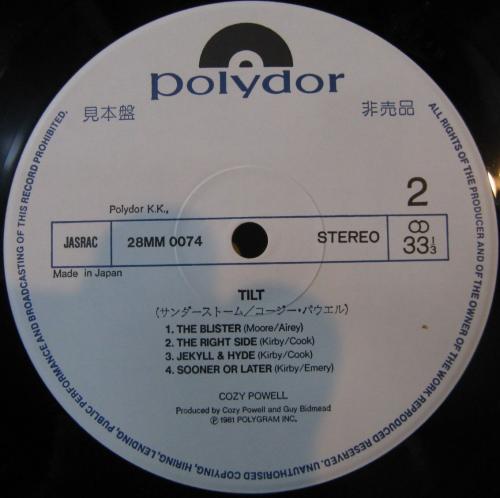 polydor
見本盤
非売品
2
Polydor K.K.,
JASRAC
28MM 0074
STEREO
33 1/3
Made in Japan
TILT
(サンダーストーム/コージー・パウエル)
1. THE BLISTER (Moore/Airey)
2. THE RIGHT SIDE (Kirby/Cook)
3. JEKYLL & HYDE (Kirby/Cook)
4. SOONER OR LATER (Kirby/Emery)
COZY POWELL
Produced by Cozy Powell and Guy Bidmead
Ⓟ 1981 POLYGRAM INC.
ALL RIGHTS OF THE PRODUCER AND OF THE OWNER OF THE WORK REPRODUCED RESERVED. UNAUTHORISED COPYING, HIRING, LENDING, PUBLIC PERFORMANCE AND BROADCASTING OF THIS RECORD PROHIBITED.